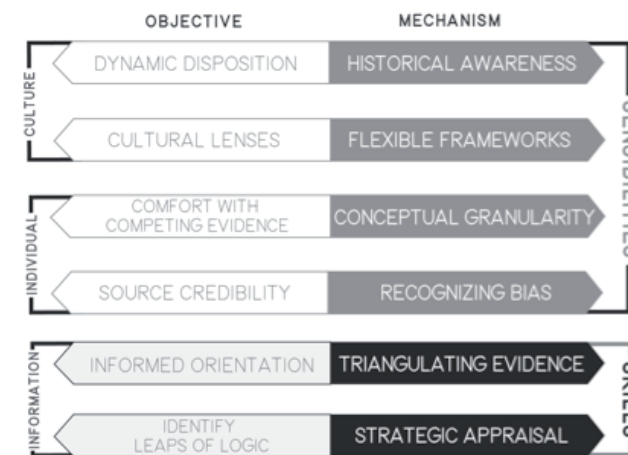 OBJECTIVE MECHANISM
CULTURE
DYNAMIC DISPOSITION HISTORICAL AWARENESS
CULTURAL LENSES FLEXIBLE FRAMEWORKS
INDIVIDUAL
COMFORT WITH
COMPETING EVIDENCE
CONCEPTUAL GRANULARITY
SOURCE CREDIBILITY RECOGNIZING BIAS
INFORMATION
INFORMED ORIENTATION TRIANGULATING EVIDENCE
IDENTIFY
LEAPS OF LOGIC
STRATEGIC APPRAISAL